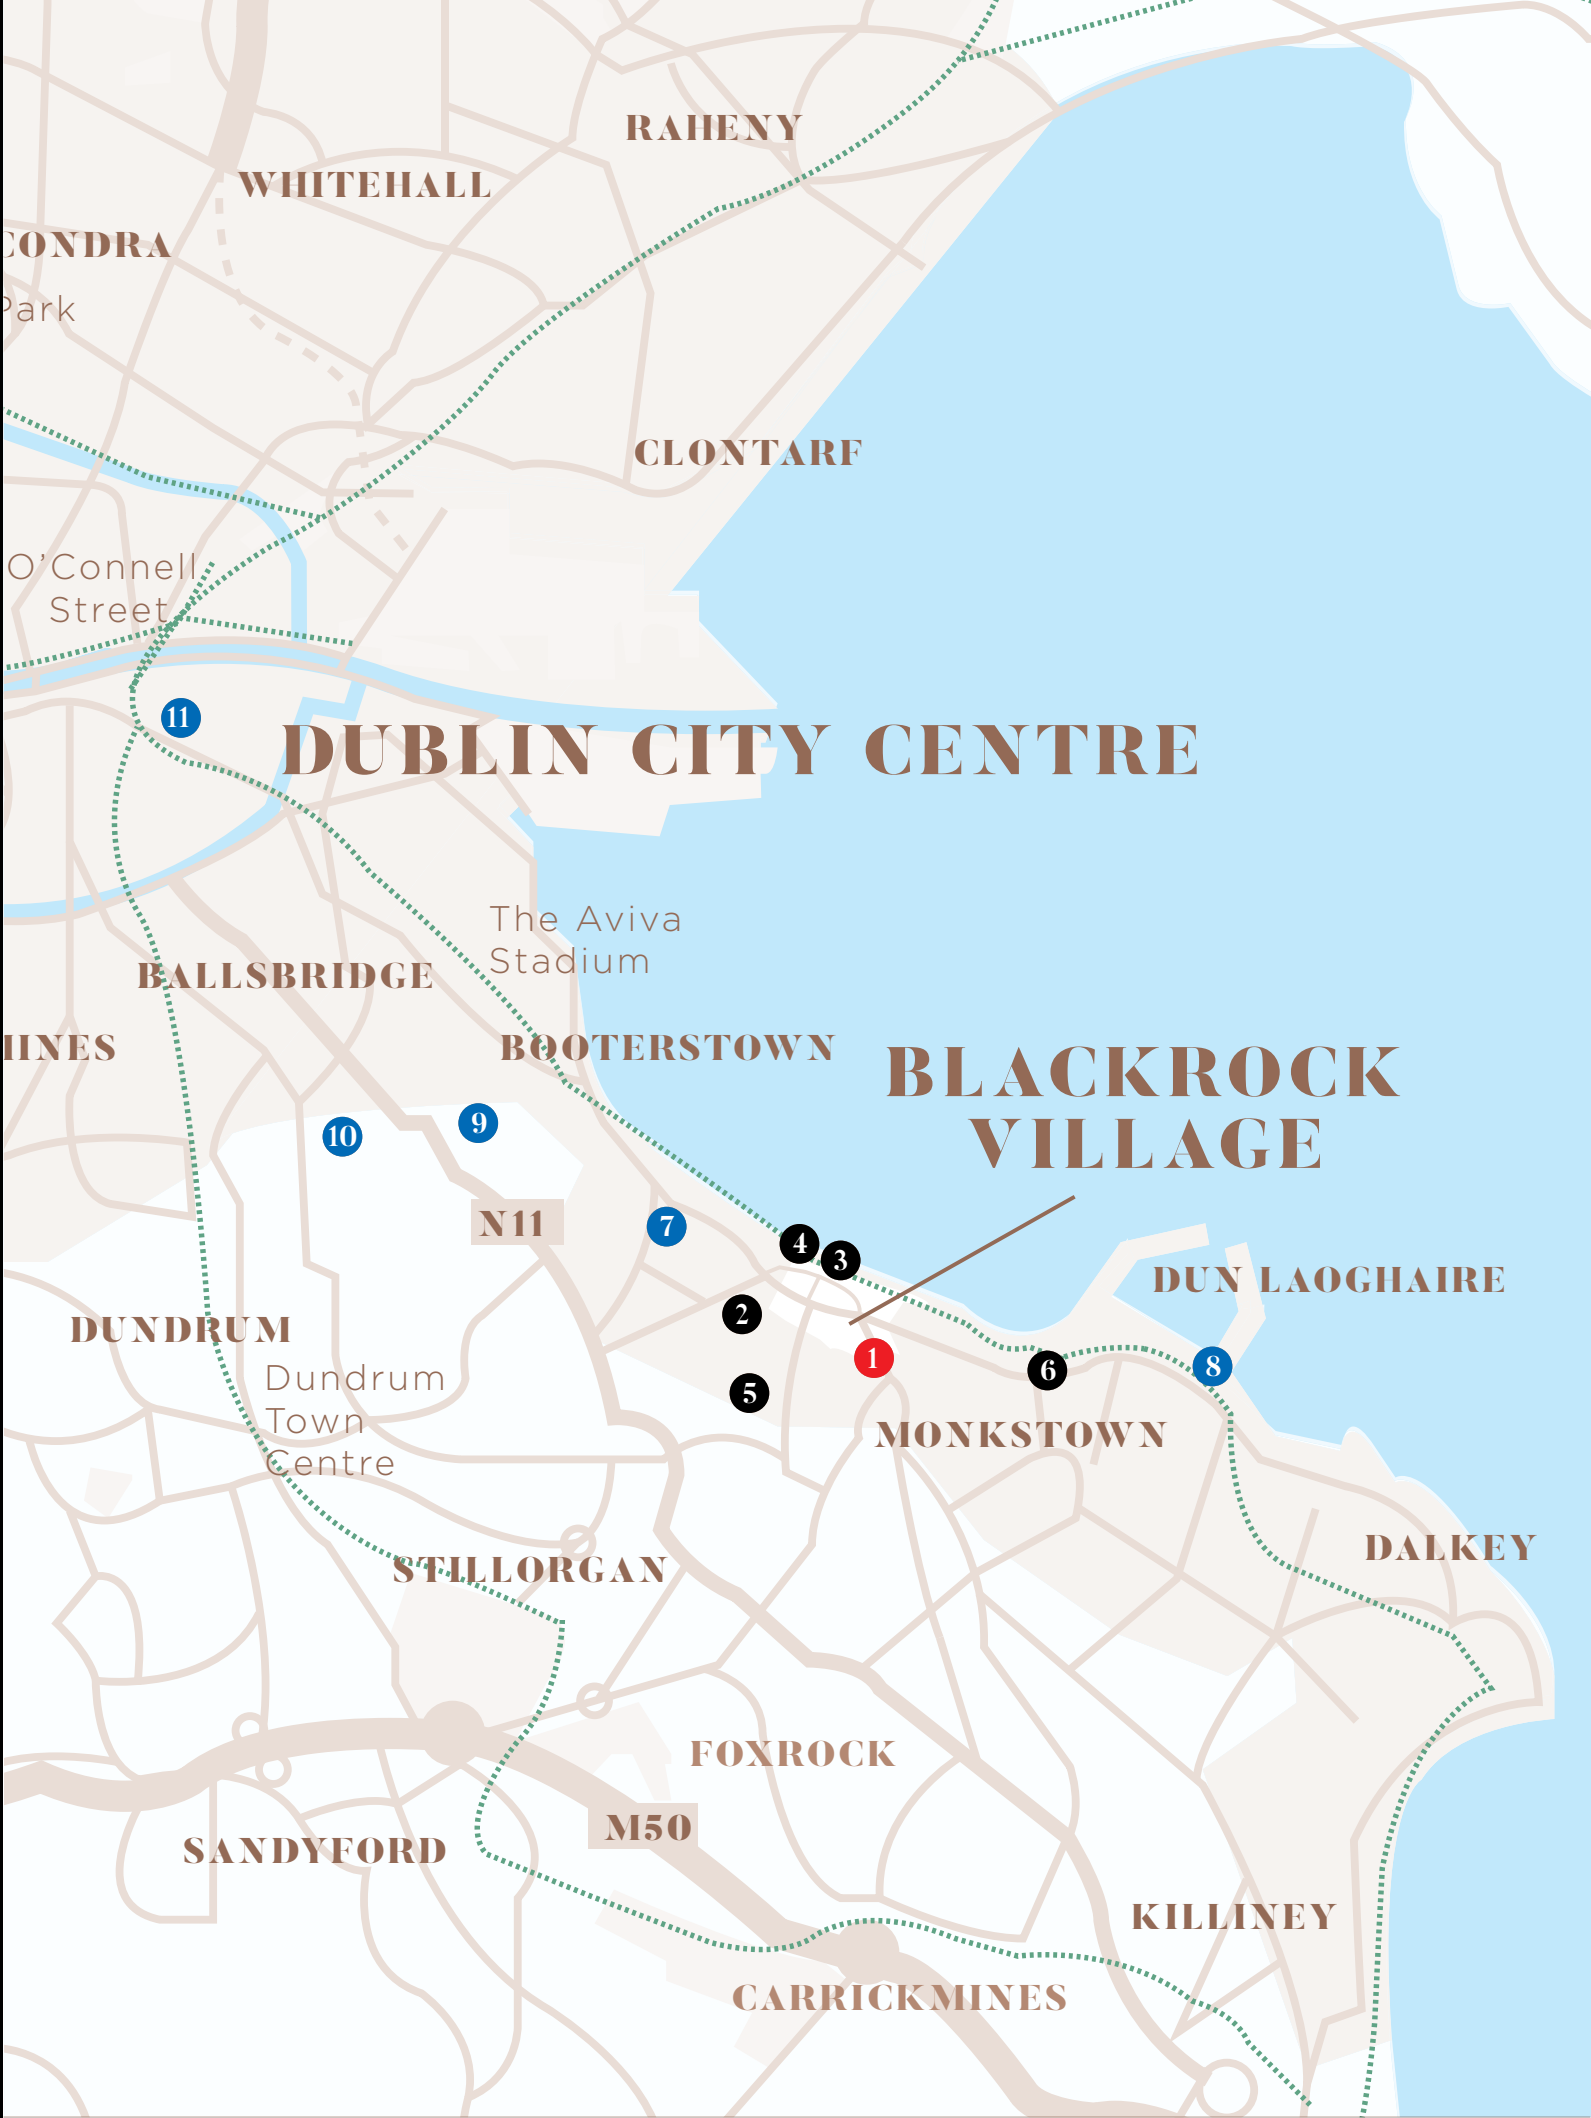 RAHENY
WHITEHALL
CONDRA
Park
CLONTARF
O'Connell
Street
11
DUBLIN CITY CENTRE
The Aviva
Stadium
BALLSBRIDGE
BOOTERSTOWN
BLACKROCK
VILLAGE
9
10
N11
7
4
3
DUN LAOGHAIRE
2
DUNDRUM
1
6
8
Dundrum
Town
Centre
5
MONKSTOWN
DALKEY
STILLORGAN
FOXROCK
M50
SANDYFORD
KILLINEY
CARRICKMINES